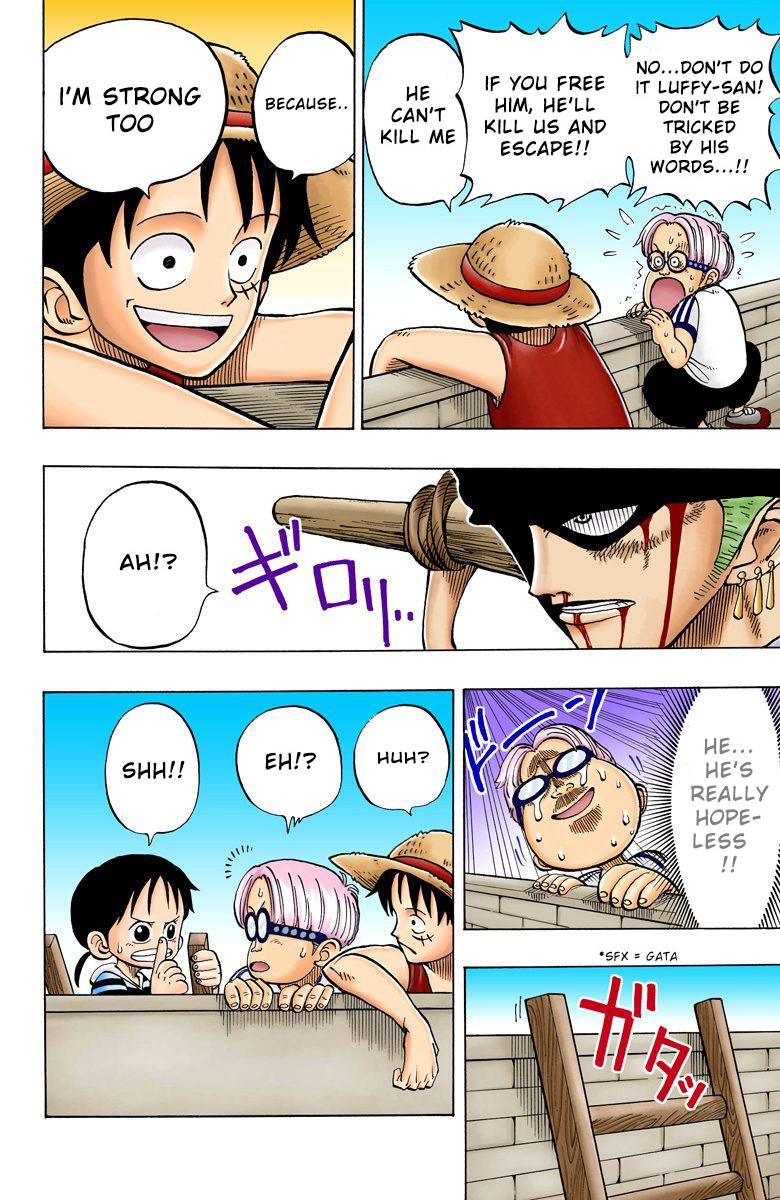 NO...DON'T DO
IT LUFFY-SAN!
DON'T BE
TRICKED
BY HIS
WORDS...!!
IF YOU FREE
HIM, HE'LL
KILL US AND
ESCAPE!!
HE
CAN'T
KILL ME
BECAUSE..
I'M STRONG
TOO
ギロリ..
AH!?
HE...
HE'S
REALLY
HOPE-
LESS
!!
ドーン!
*SFX = GATA
ガタッ
HUH?
EH!?
SHH!!